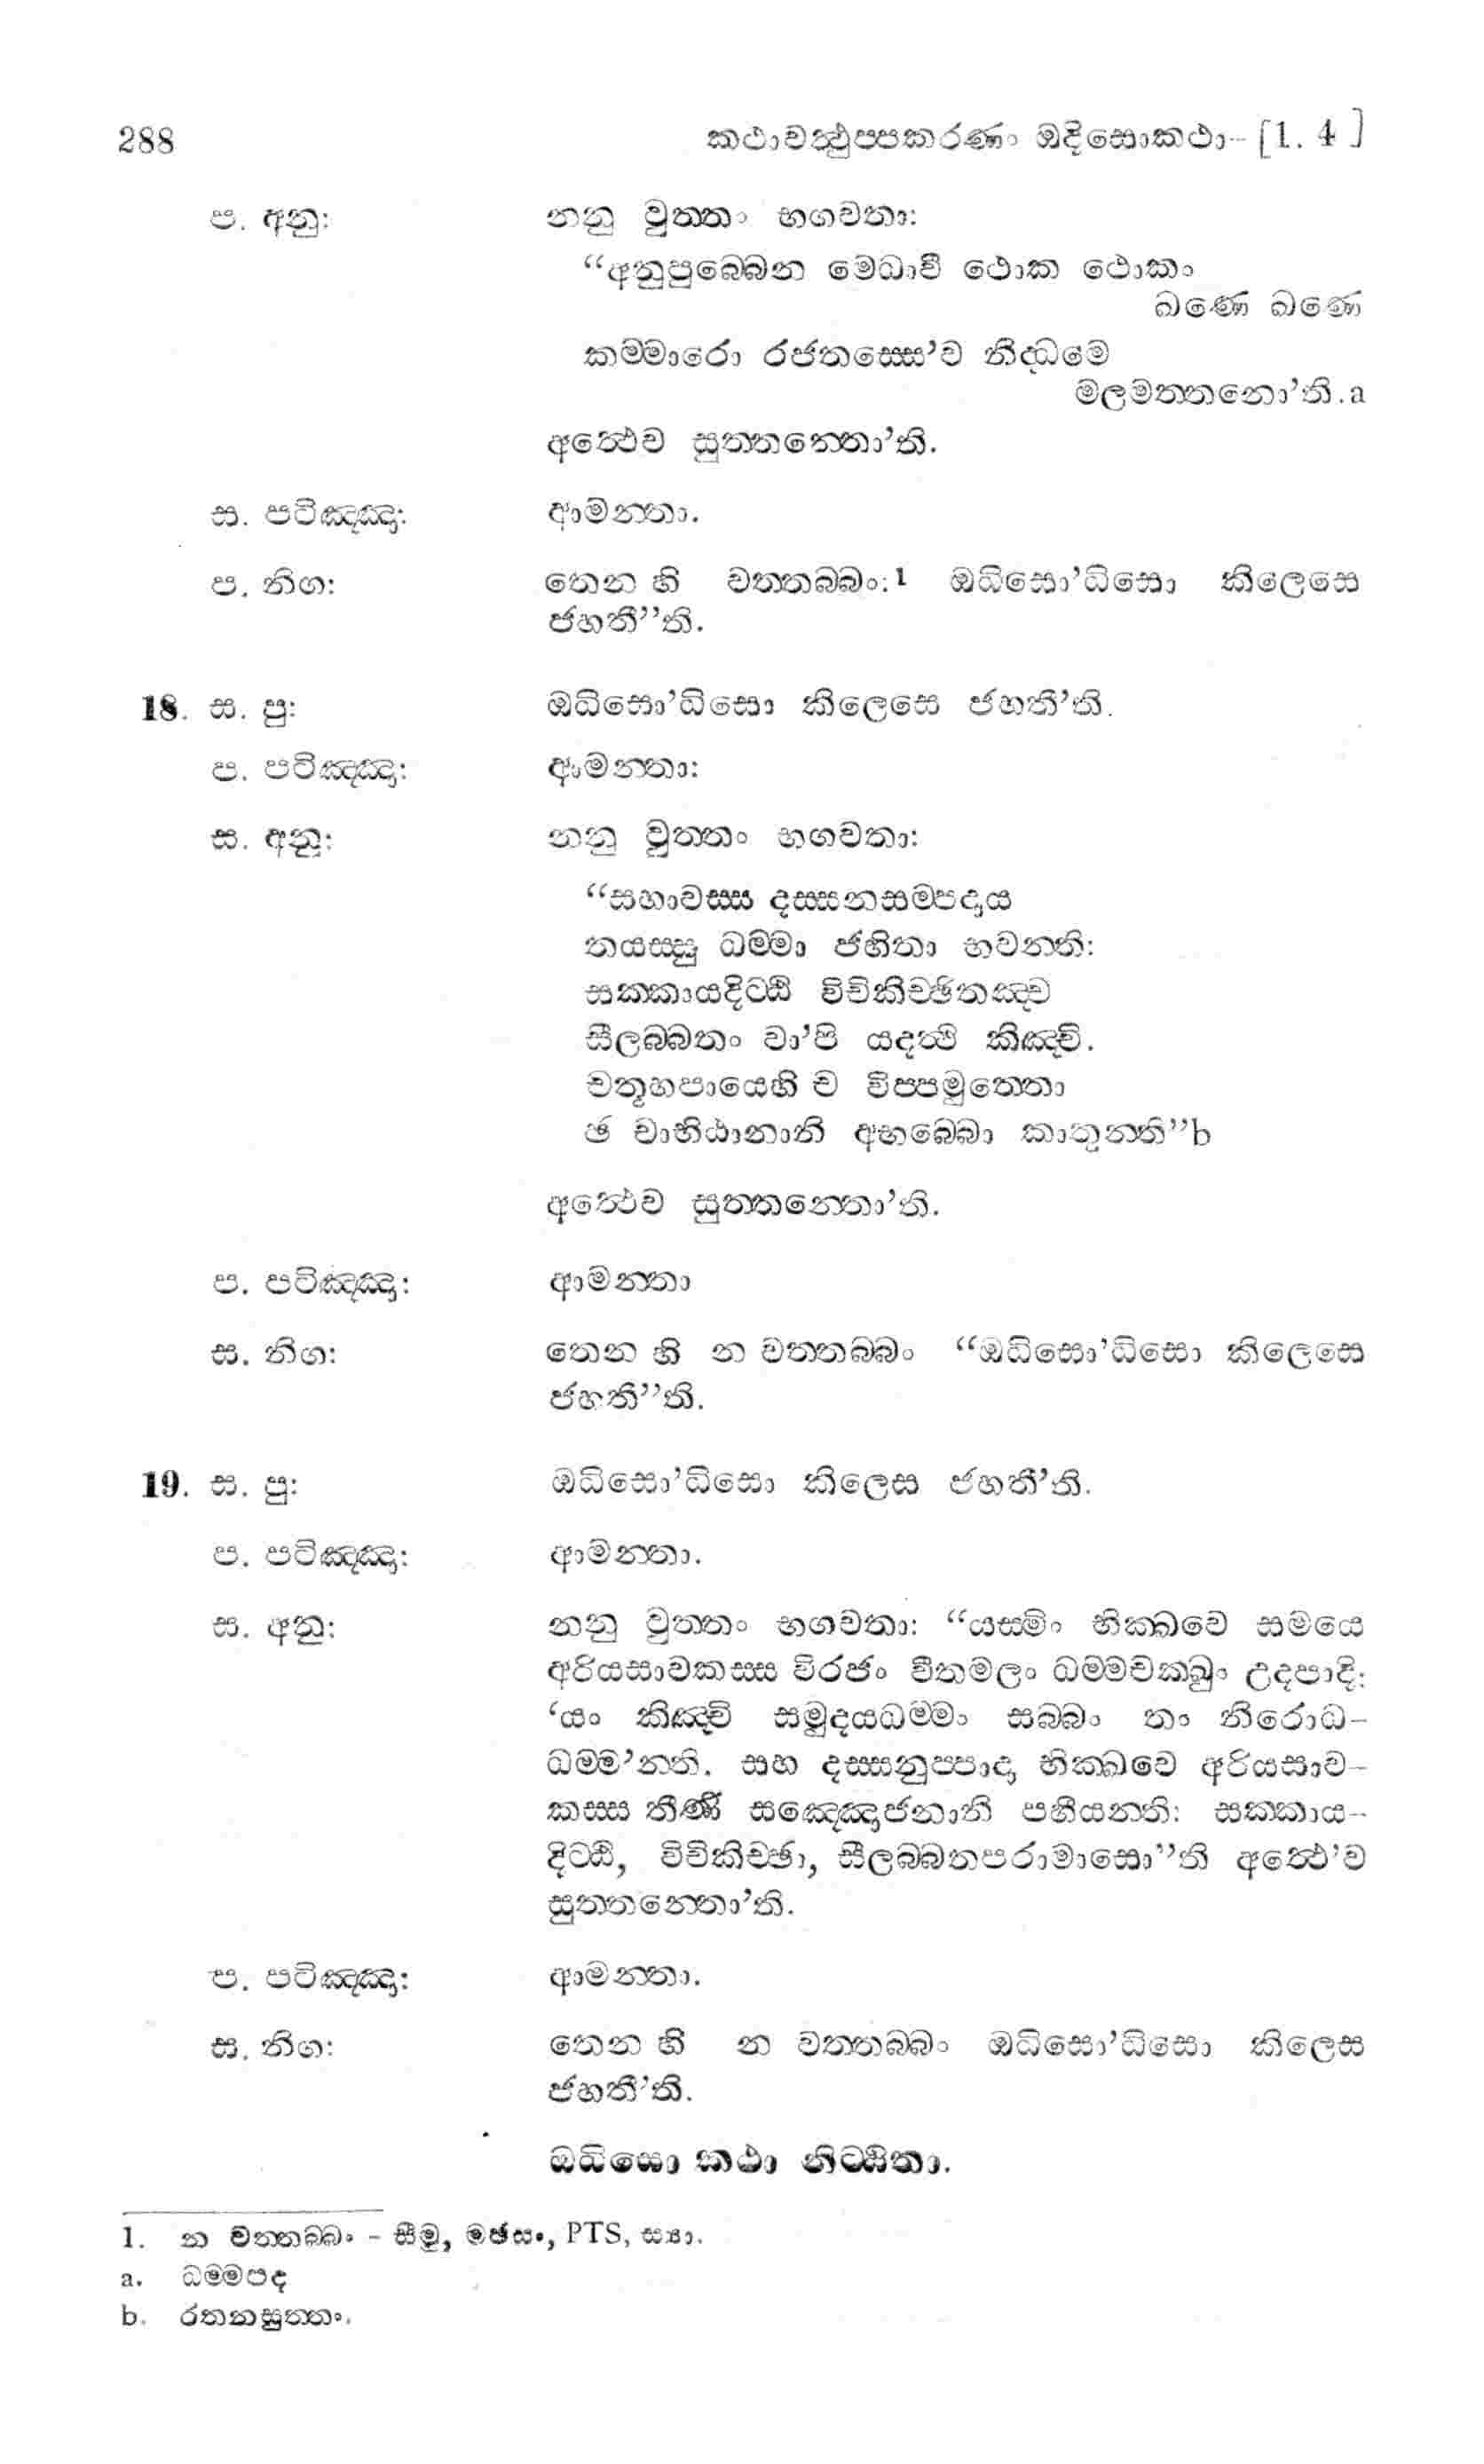 288 කථාවත්‍ථුප්පකරණං ඔදිසොකථා- [1. 4 ]
ප. අනු: නනු වුත්තං භගවතා:
“අනුපුබ්බෙන මෙධාවී ථොක ථොකං
ඛණෙ ඛණෙ
කම්මාරො රජතස්සෙ’ව නිද්ධමෙ
මලමත්තනො’ති.a
අත්‍ථෙව සුත්තන්තො’ති.
ස. පටිඤ්ඤා: ආමන්තා.
ප. නිග: තෙන හි වත්තබ්බං:1 ඔධිසො’ධිසො කිලෙසෙ
ජහතී”ති.
18. ස. පු: ඔධිසො’ධිසො කිලෙසෙ ජහතී’ති.
ප. පටිඤ්ඤා: ආමන්තා:
ස. අනු: නනු වුත්තං භගවතා:
“සහාවස්ස දස්සනසම්පදාය
තයස්සු ධම්මා ජහිතා භවන්ති:
සක්කායදිට්ඨි විචිකිච්ඡිතඤ්ච
සීලබ්බතං වා’පි යදත්‍ථි කිඤ්චි.
චතූහපායෙහි ච විප්පමුත්තො
ඡ චාභිඨානානි අභබ්බො කාතුන්ති”b
අත්‍ථෙව සුත්තන්තො’ති.
ප. පටිඤ්ඤා: ආමන්තා
ස. නිග: තෙන හි න වත්තබ්බං “ඔධිසො’ධිසො කිලෙසෙ
ජහතී”ති.
19. ස. පු: ඔධිසො’ධිසො කිලෙස ජහතී’ති.
ප. පටිඤ්ඤා: ආමන්තා.
ස. අනු: නනු වුත්තං භගවතා: “යස්මිං භික්ඛවෙ සමයෙ
අරියසාවකස්ස විරජං වීතමලං ධම්මචක්ඛුං උදපාදි:
‘යං කිඤ්චි සමුදයධම්මං සබ්බං තං නිරොධ-
ධම්ම’න්ති. සහ දස්සනුප්පාදා භික්ඛවෙ අරියසාව-
කස්ස තීණි සඤ්ඤොජනානි පහීයන්ති: සක්කාය-
දිට්ඨි, විචිකිච්ඡා, සීලබ්බතපරාමාසො”ති අත්‍ථෙ’ව
සුත්තන්තො’ති.
ප. පටිඤ්ඤා: ආමන්තා.
ස. නිග: තෙන හි න වත්තබ්බං ඔධිසො’ධිසො කිලෙස
ජහතී’ති.
ඔධිසො කථා නිට්ඨිතා.
1. න වත්තබ්බං - සීමු, මඡසං, PTS, ස්‍යා.
a. ධම්මපද
b. රතනසුත්තං.